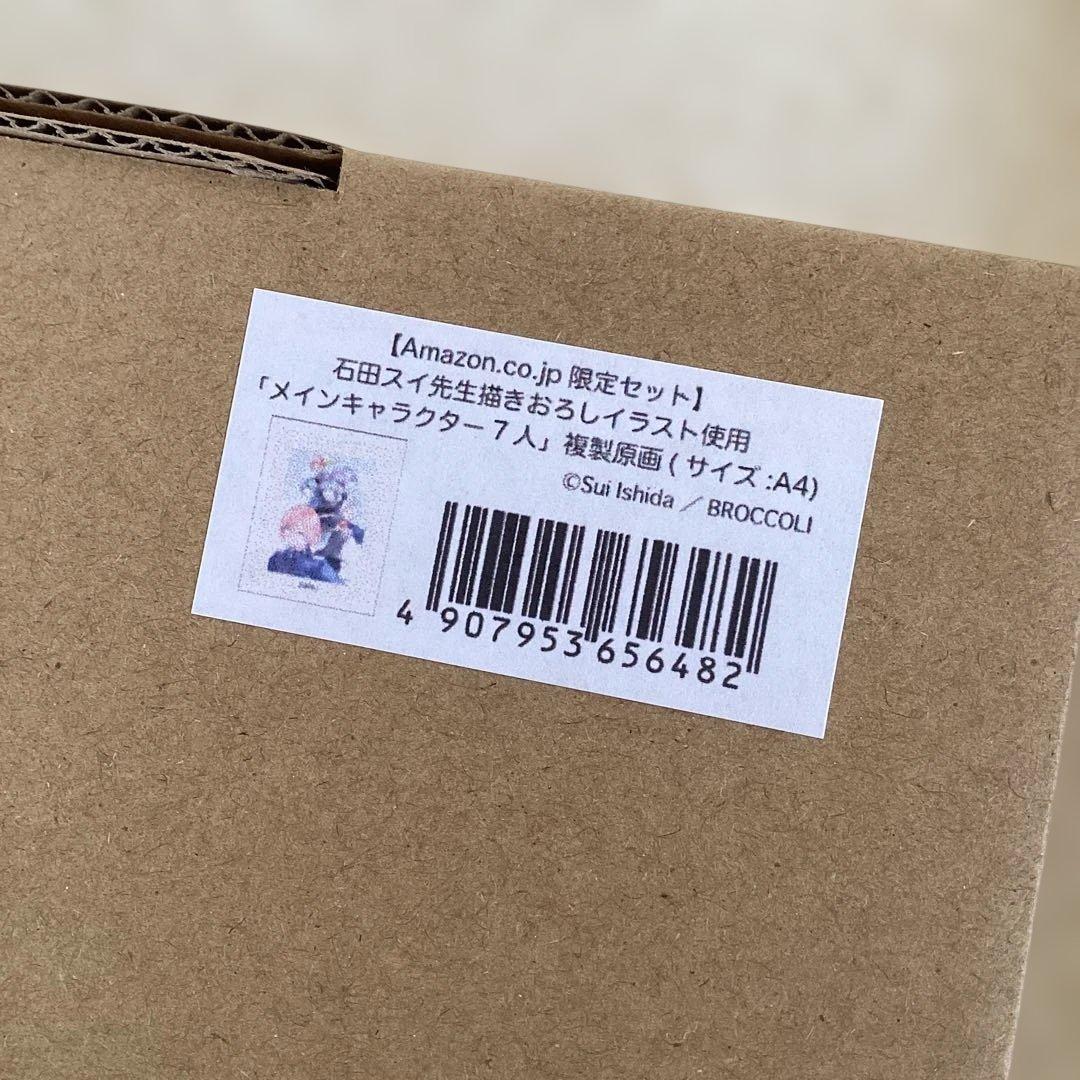 【Amazon.co.jp 限定セット】
石田スイ先生描きおろしイラスト使用
「メインキャラクター7人」複製原画(サイズ:A4)
©Sui Ishida／BROCCOLI
4 907953 656482